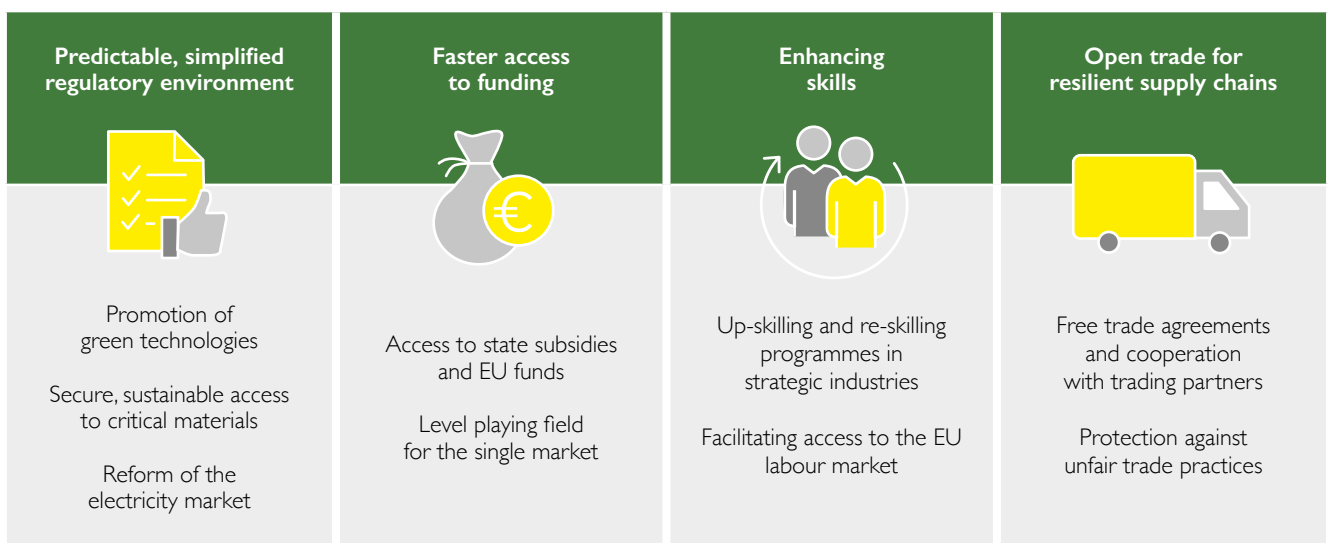 Predictable, simplified
regulatory environment
Promotion of
green technologies
Secure, sustainable access
to critical materials
Reform of the
electricity market
Faster access
to funding
€
Access to state subsidies
and EU funds
Level playing field
for the single market
Enhancing
skills
Up-skilling and re-skilling
programmes in
strategic industries
Facilitating access to the EU
labour market
Open trade for
resilient supply chains
Free trade agreements
and cooperation
with trading partners
Protection against
unfair trade practices